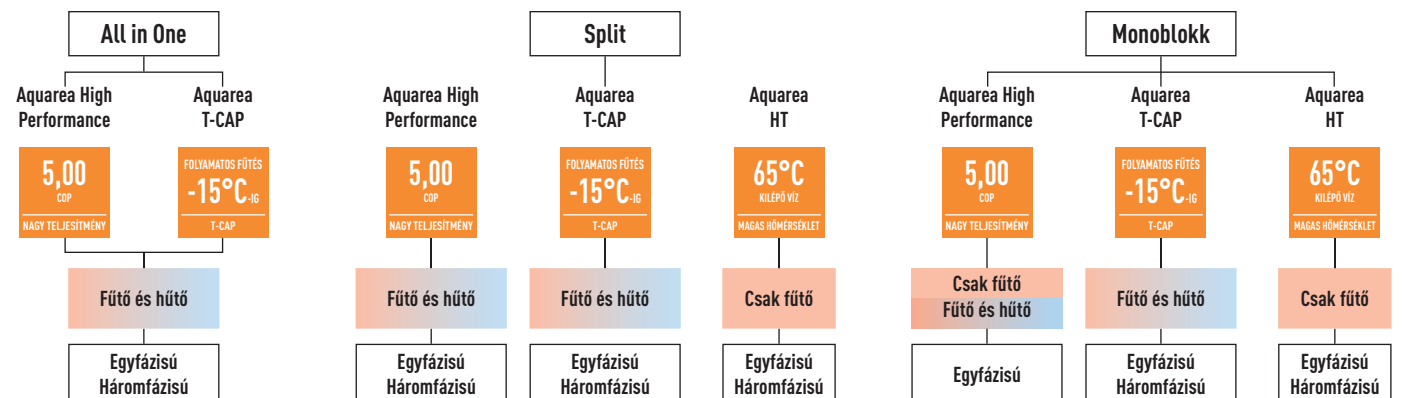 All in One
Aquarea High
Performance
5,00
COP
NAGY TELJESÍTMÉNY
Aquarea
T-CAP
FOLYAMATOS FŰTÉS
-15°C-IG
T-CAP
Fűtő és hűtő
Egyfázisú
Háromfázisú
Split
Aquarea High
Performance
5,00
COP
NAGY TELJESÍTMÉNY
Fűtő és hűtő
Egyfázisú
Háromfázisú
Aquarea
T-CAP
FOLYAMATOS FŰTÉS
-15°C-IG
T-CAP
Fűtő és hűtő
Egyfázisú
Háromfázisú
Aquarea
HT
65°C
KILÉPŐ VÍZ
MAGAS HŐMÉRSÉKLET
Csak fűtő
Egyfázisú
Háromfázisú
Monoblokk
Aquarea High
Performance
5,00
COP
NAGY TELJESÍTMÉNY
Csak fűtő
Fűtő és hűtő
Egyfázisú
Aquarea
T-CAP
FOLYAMATOS FŰTÉS
-15°C-IG
T-CAP
Fűtő és hűtő
Egyfázisú
Háromfázisú
Aquarea
HT
65°C
KILÉPŐ VÍZ
MAGAS HŐMÉRSÉKLET
Csak fűtő
Egyfázisú
Háromfázisú